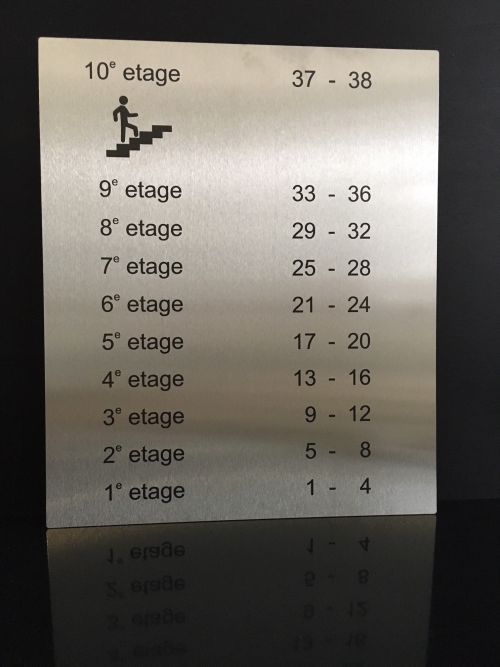 10e etage 37 - 38
9e etage 33 - 36
8e etage 29 - 32
7e etage 25 - 28
6e etage 21 - 24
5e etage 17 - 20
4e etage 13 - 16
3e etage 9 - 12
2e etage 5 - 8
1e etage 1 - 4